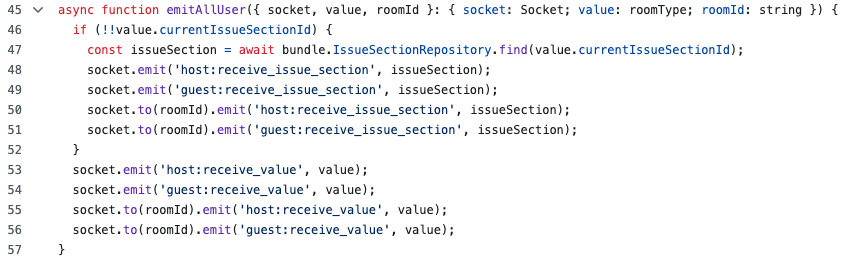 45 async function emitAllUser({ socket, value, roomId }: { socket: Socket; value: roomType; roomId: string }) {
46   if (!!value.currentIssueSectionId) {
47     const issueSection = await bundle.IssueSectionRepository.find(value.currentIssueSectionId);
48     socket.emit('host:receive_issue_section', issueSection);
49     socket.emit('guest:receive_issue_section', issueSection);
50     socket.to(roomId).emit('host:receive_issue_section', issueSection);
51     socket.to(roomId).emit('guest:receive_issue_section', issueSection);
52   }
53   socket.emit('host:receive_value', value);
54   socket.emit('guest:receive_value', value);
55   socket.to(roomId).emit('host:receive_value', value);
56   socket.to(roomId).emit('guest:receive_value', value);
57 }